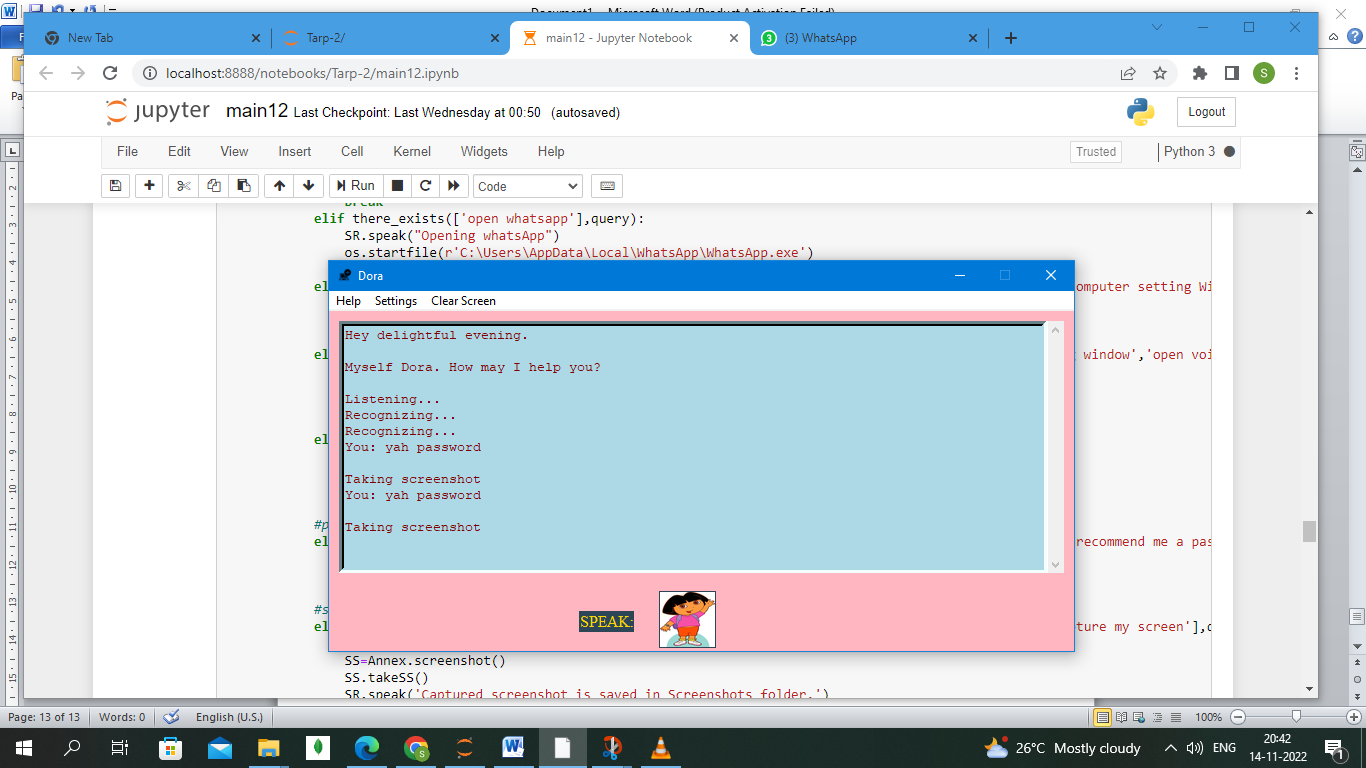 Document1 - Microsoft Word (Product Activation Failed)
New Tab
Tarp-2/
main12 - Jupyter Notebook
(3) WhatsApp
localhost:8888/notebooks/Tarp-2/main12.ipynb
S
jupyter main12 Last Checkpoint: Last Wednesday at 00:50 (autosaved)
Logout
File Edit View Insert Cell Kernel Widgets Help
Trusted
Python 3
Run
Code
break
elif there_exists(['open whatsapp'],query):
SR.speak("Opening whatsApp")
os.startfile(r'C:\Users\AppData\Local\WhatsApp\WhatsApp.exe')
Dora
Help Settings Clear Screen
Hey delightful evening.
Myself Dora. How may I help you?
Listening...
Recognizing...
Recognizing...
You: yah password
Taking screenshot
You: yah password
Taking screenshot
SPEAK:
omputer setting Wi
window','open voi
recommend me a pas
ture my screen'],q
SS=Annex.screenshot()
SS.takeSS()
SR.speak('Captured screenshot is saved in Screenshots folder.')
Page: 13 of 13 Words: 0 English (U.S.) 100%
26°C Mostly cloudy
ENG
20:42
14-11-2022
1